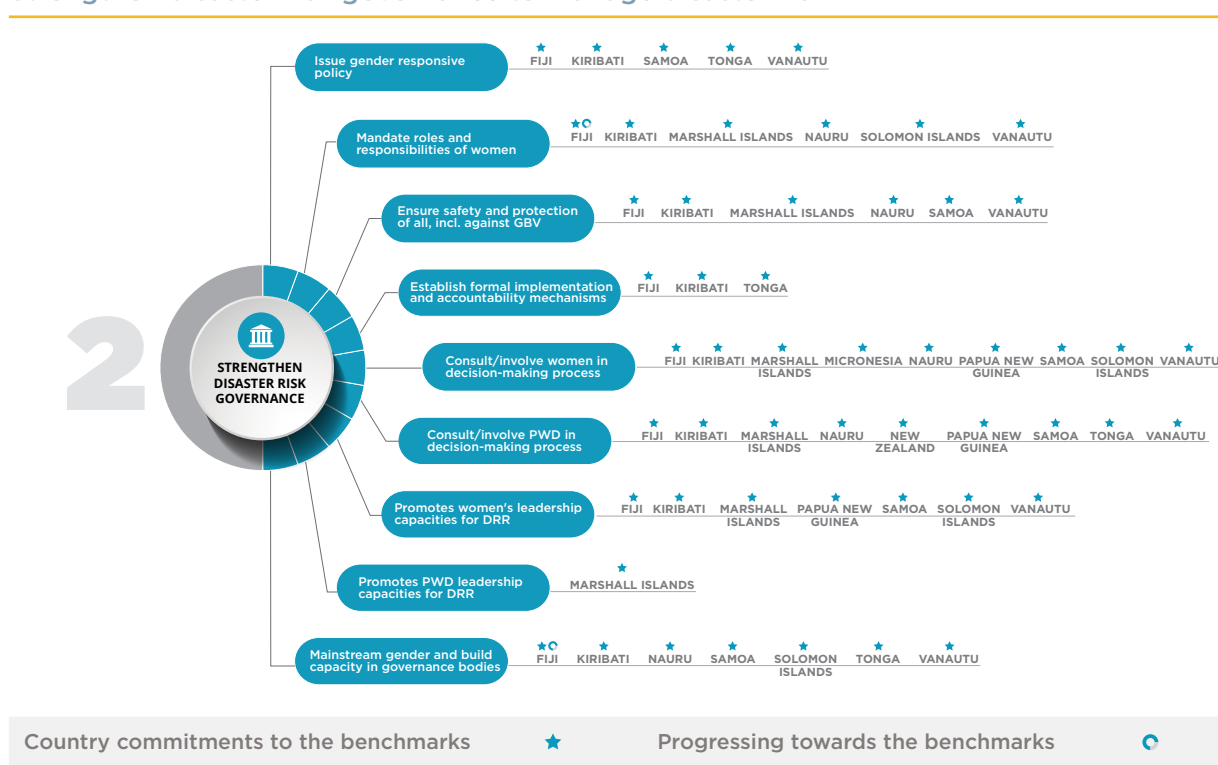 Issue gender responsive
policy
FIJI KIRIBATI SAMOA TONGA VANAUTU
Mandate roles and
responsibilities of women
FIJI KIRIBATI MARSHALL ISLANDS NAURU SOLOMON ISLANDS VANAUTU
Ensure safety and protection
of all, incl. against GBV
FIJI KIRIBATI MARSHALL ISLANDS NAURU SAMOA VANAUTU
Establish formal implementation
and accountability mechanisms
FIJI KIRIBATI TONGA
2
STRENGTHEN
DISASTER RISK
GOVERNANCE
Consult/involve women in
decision-making process
FIJI KIRIBATI MARSHALL MICRONESIA NAURU PAPUA NEW SAMOA SOLOMON VANAUTU
ISLANDS GUINEA ISLANDS
Consult/involve PWD in
decision-making process
FIJI KIRIBATI MARSHALL NAURU NEW PAPUA NEW SAMOA TONGA VANAUTU
ISLANDS ZEALAND GUINEA
Promotes women's leadership
capacities for DRR
FIJI KIRIBATI MARSHALL PAPUA NEW SAMOA SOLOMON VANAUTU
ISLANDS GUINEA ISLANDS
Promotes PWD leadership
capacities for DRR
MARSHALL ISLANDS
Mainstream gender and build
capacity in governance bodies
FIJI KIRIBATI NAURU SAMOA SOLOMON TONGA VANAUTU
ISLANDS
Country commitments to the benchmarks Progressing towards the benchmarks